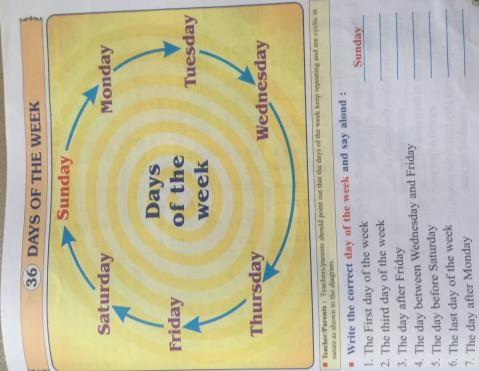 36 DAYS OF THE WEEK
Sunday
Monday
Tuesday
Wednesday
Thursday
Friday
Saturday
Days
of the
week
Teacher/Parents : Teachers/parents should point out that the days of the week keep repeating and are cyclic in
nature as shown in the diagram.
Write the correct day of the week and say aloud :
1. The First day of the week Sunday
2. The third day of the week
3. The day after Friday
4. The day between Wednesday and Friday
5. The day before Saturday
6. The last day of the week
7. The day after Monday